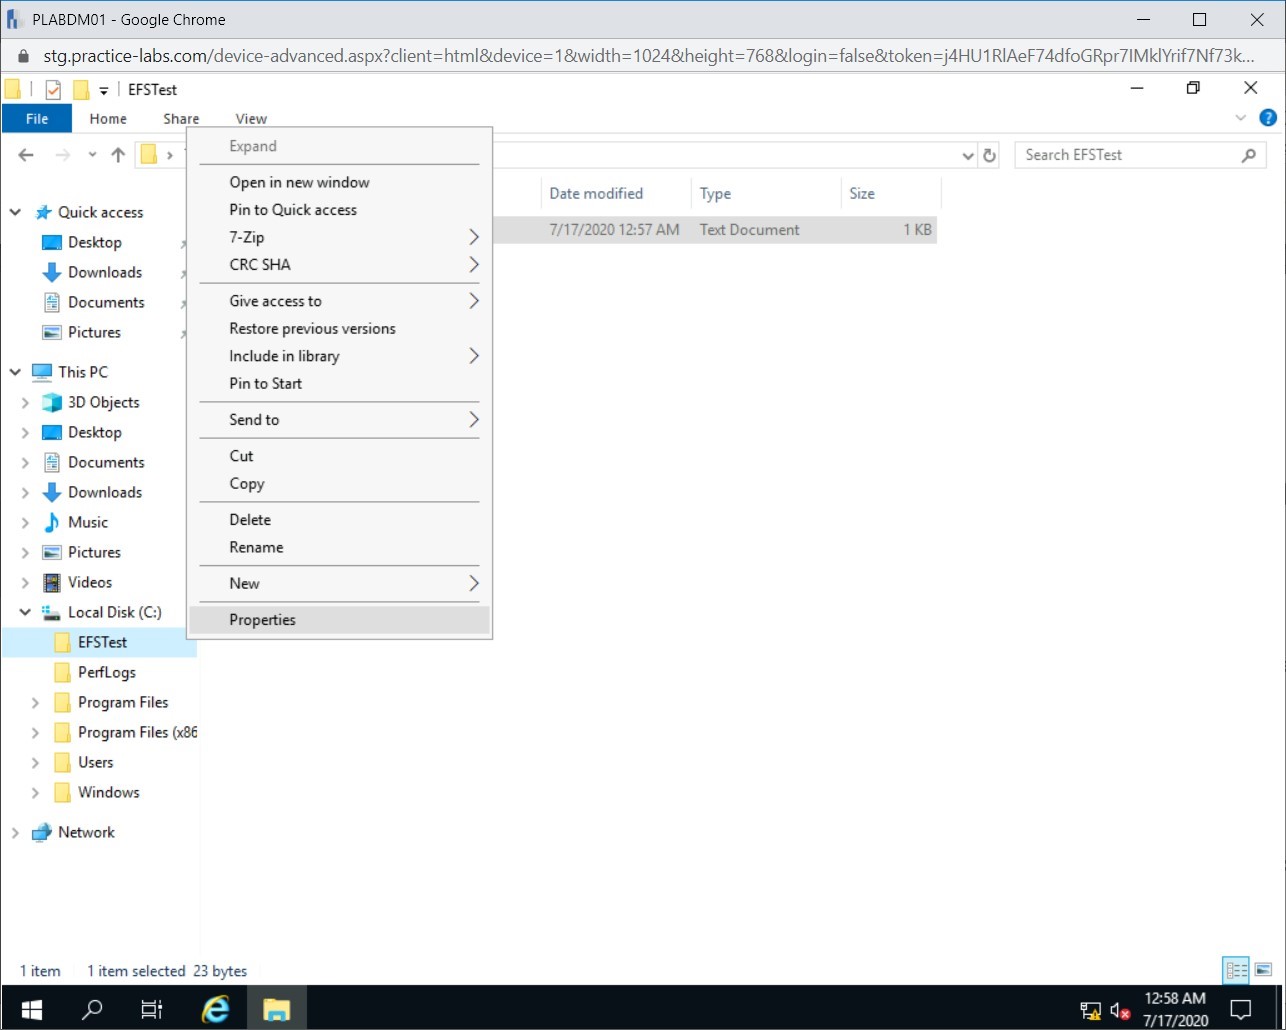 PLABDM01 - Google Chrome
stg.practice-labs.com/device-advanced.aspx?client=html&device=1&width=1024&height=768&login=false&token=j4HU1RlAeF74dfoGRpr7IMklYrif7Nf73k...
EFSTest
File Home Share View
Search EFSTest
Expand
Open in new window
Pin to Quick access
7-Zip
CRC SHA
Give access to
Restore previous versions
Include in library
Pin to Start
Send to
Cut
Copy
Delete
Rename
New
Properties
Date modified Type Size
7/17/2020 12:57 AM Text Document 1 KB
Quick access
Desktop
Downloads
Documents
Pictures
This PC
3D Objects
Desktop
Documents
Downloads
Music
Pictures
Videos
Local Disk (C:)
EFSTest
PerfLogs
Program Files
Program Files (x86
Users
Windows
Network
1 item 1 item selected 23 bytes
12:58 AM
7/17/2020